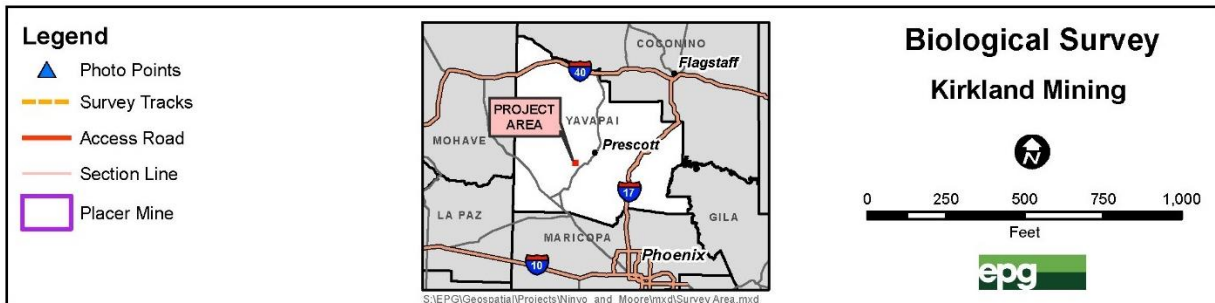 Legend
Photo Points
Survey Tracks
Access Road
Section Line
Placer Mine
COCONINO
Flagstaff
40
PROJECT
AREA
YAVAPAI
MOHAVE
Prescott
17
LA PAZ
GILA
MARICOPA
Phoenix
10
S:\EPG\Geospatial\Projects\Ninyo_and_Moore\mxd\Survey Area.mxd
Biological Survey
Kirkland Mining
N
0 250 500 750 1,000
Feet
epg